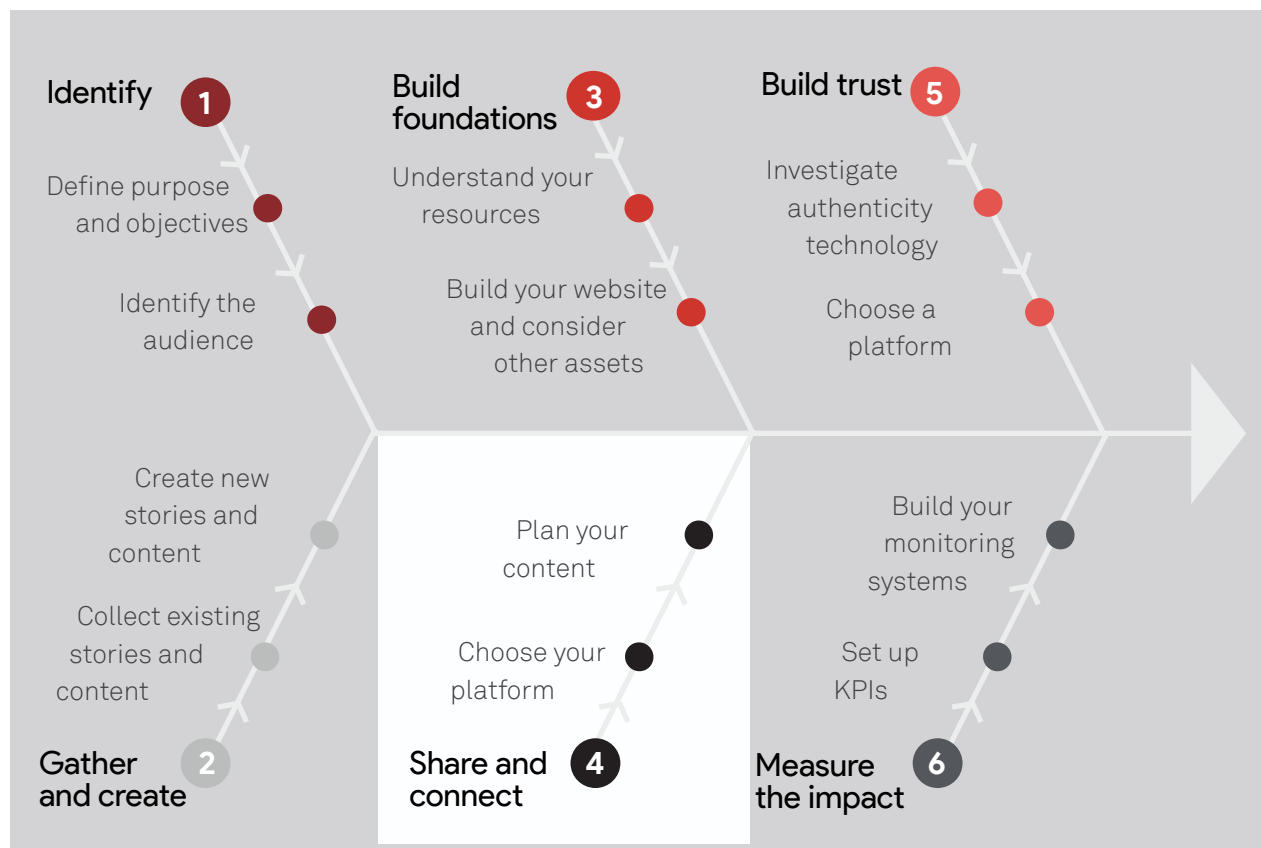 Identify
1
Define purpose
and objectives
Identify the
audience
Gather
and create
2
Collect existing
stories and
content
Create new
stories and
content
Build
foundations
3
Understand your
resources
Build your website
and consider
other assets
Share and
connect
4
Choose your
platform
Plan your
content
Build trust
5
Investigate
authenticity
technology
Choose a
platform
Measure
the impact
6
Set up
KPIs
Build your
monitoring
systems